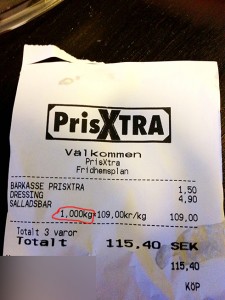 PrisXTRA
Välkommen
PrisXtra
Fridhemsplan
BARKASSE PRISXTRA 1,50
DRESSING 4,90
SALLADSBAR
1,000kg*109,00kr/kg 109,00
Totalt 3 varor
Totalt 115,40 SEK
115,40
KÖP